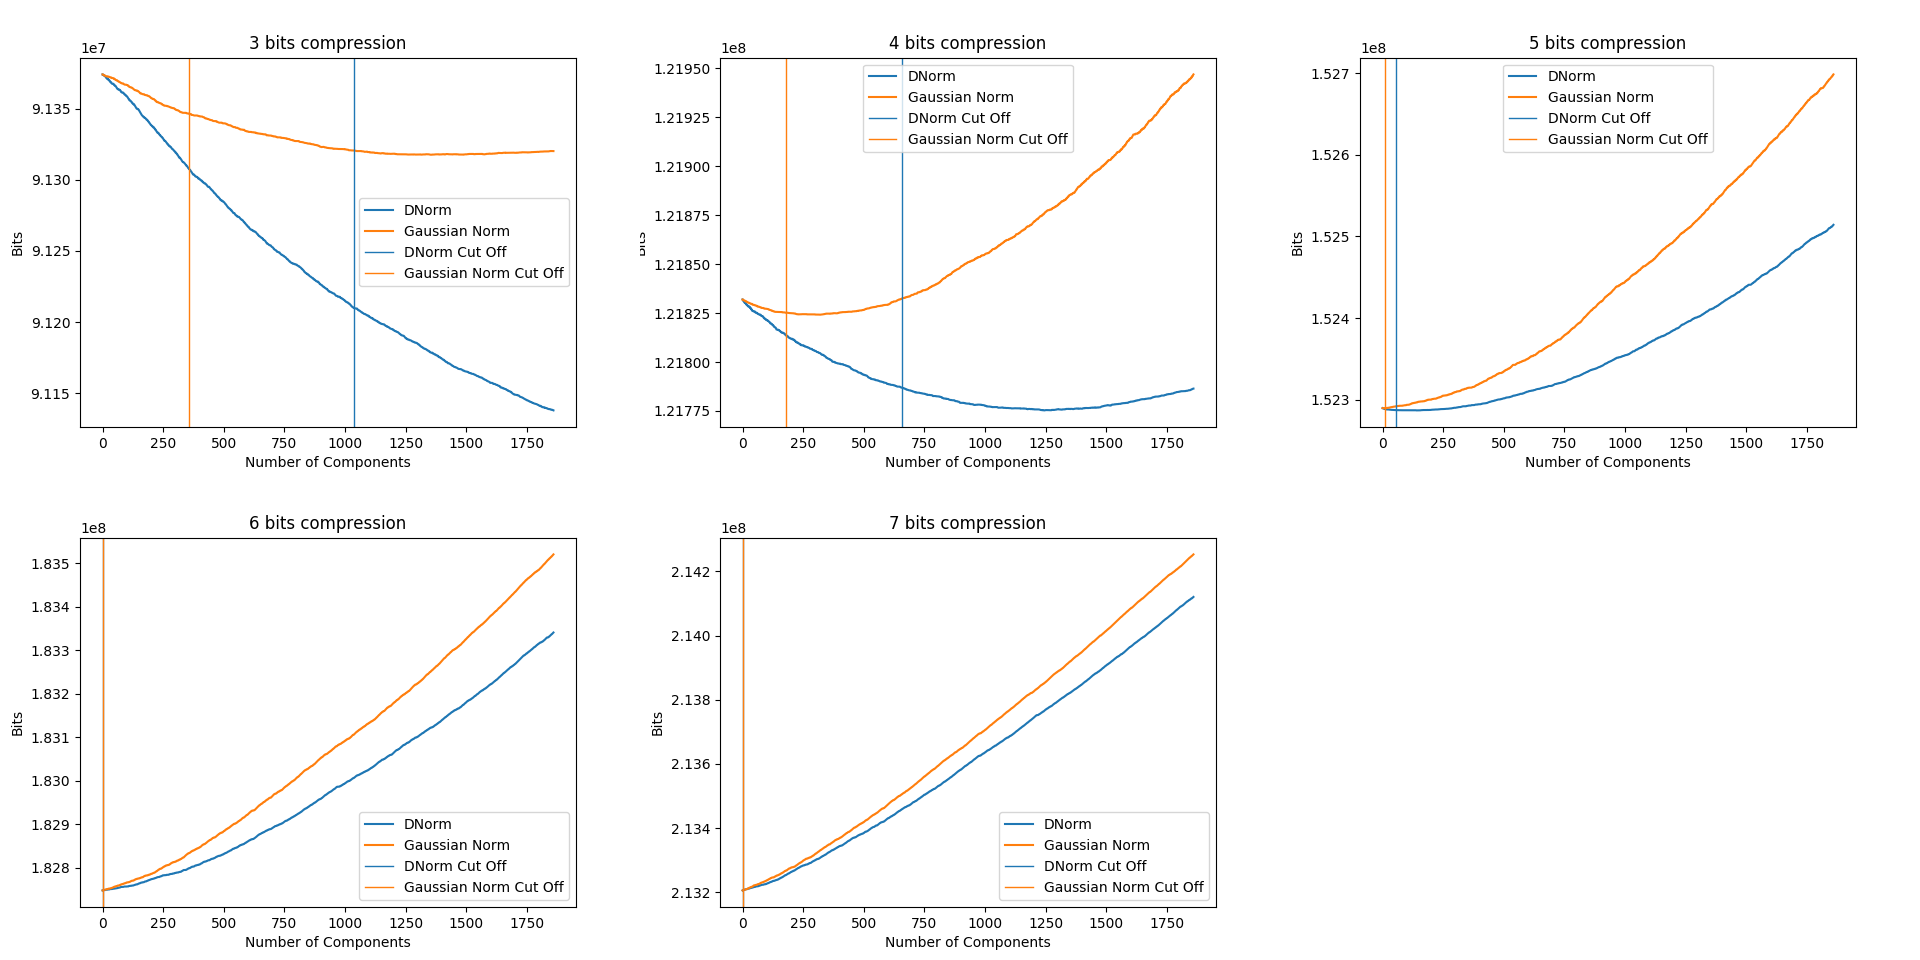 3 bits compression
1e7
9.135
9.130
9.125
9.120
9.115
Bits
0 250 500 750 1000 1250 1500 1750
Number of Components
DNorm
Gaussian Norm
DNorm Cut Off
Gaussian Norm Cut Off
4 bits compression
1e8
1.21950
1.21925
1.21900
1.21875
1.21850
1.21825
1.21800
1.21775
Bits
0 250 500 750 1000 1250 1500 1750
Number of Components
DNorm
Gaussian Norm
DNorm Cut Off
Gaussian Norm Cut Off
5 bits compression
1e8
1.527
1.526
1.525
1.524
1.523
Bits
0 250 500 750 1000 1250 1500 1750
Number of Components
DNorm
Gaussian Norm
DNorm Cut Off
Gaussian Norm Cut Off
6 bits compression
1e8
1.835
1.834
1.833
1.832
1.831
1.830
1.829
1.828
Bits
0 250 500 750 1000 1250 1500 1750
Number of Components
DNorm
Gaussian Norm
DNorm Cut Off
Gaussian Norm Cut Off
7 bits compression
1e8
2.142
2.140
2.138
2.136
2.134
2.132
Bits
0 250 500 750 1000 1250 1500 1750
Number of Components
DNorm
Gaussian Norm
DNorm Cut Off
Gaussian Norm Cut Off